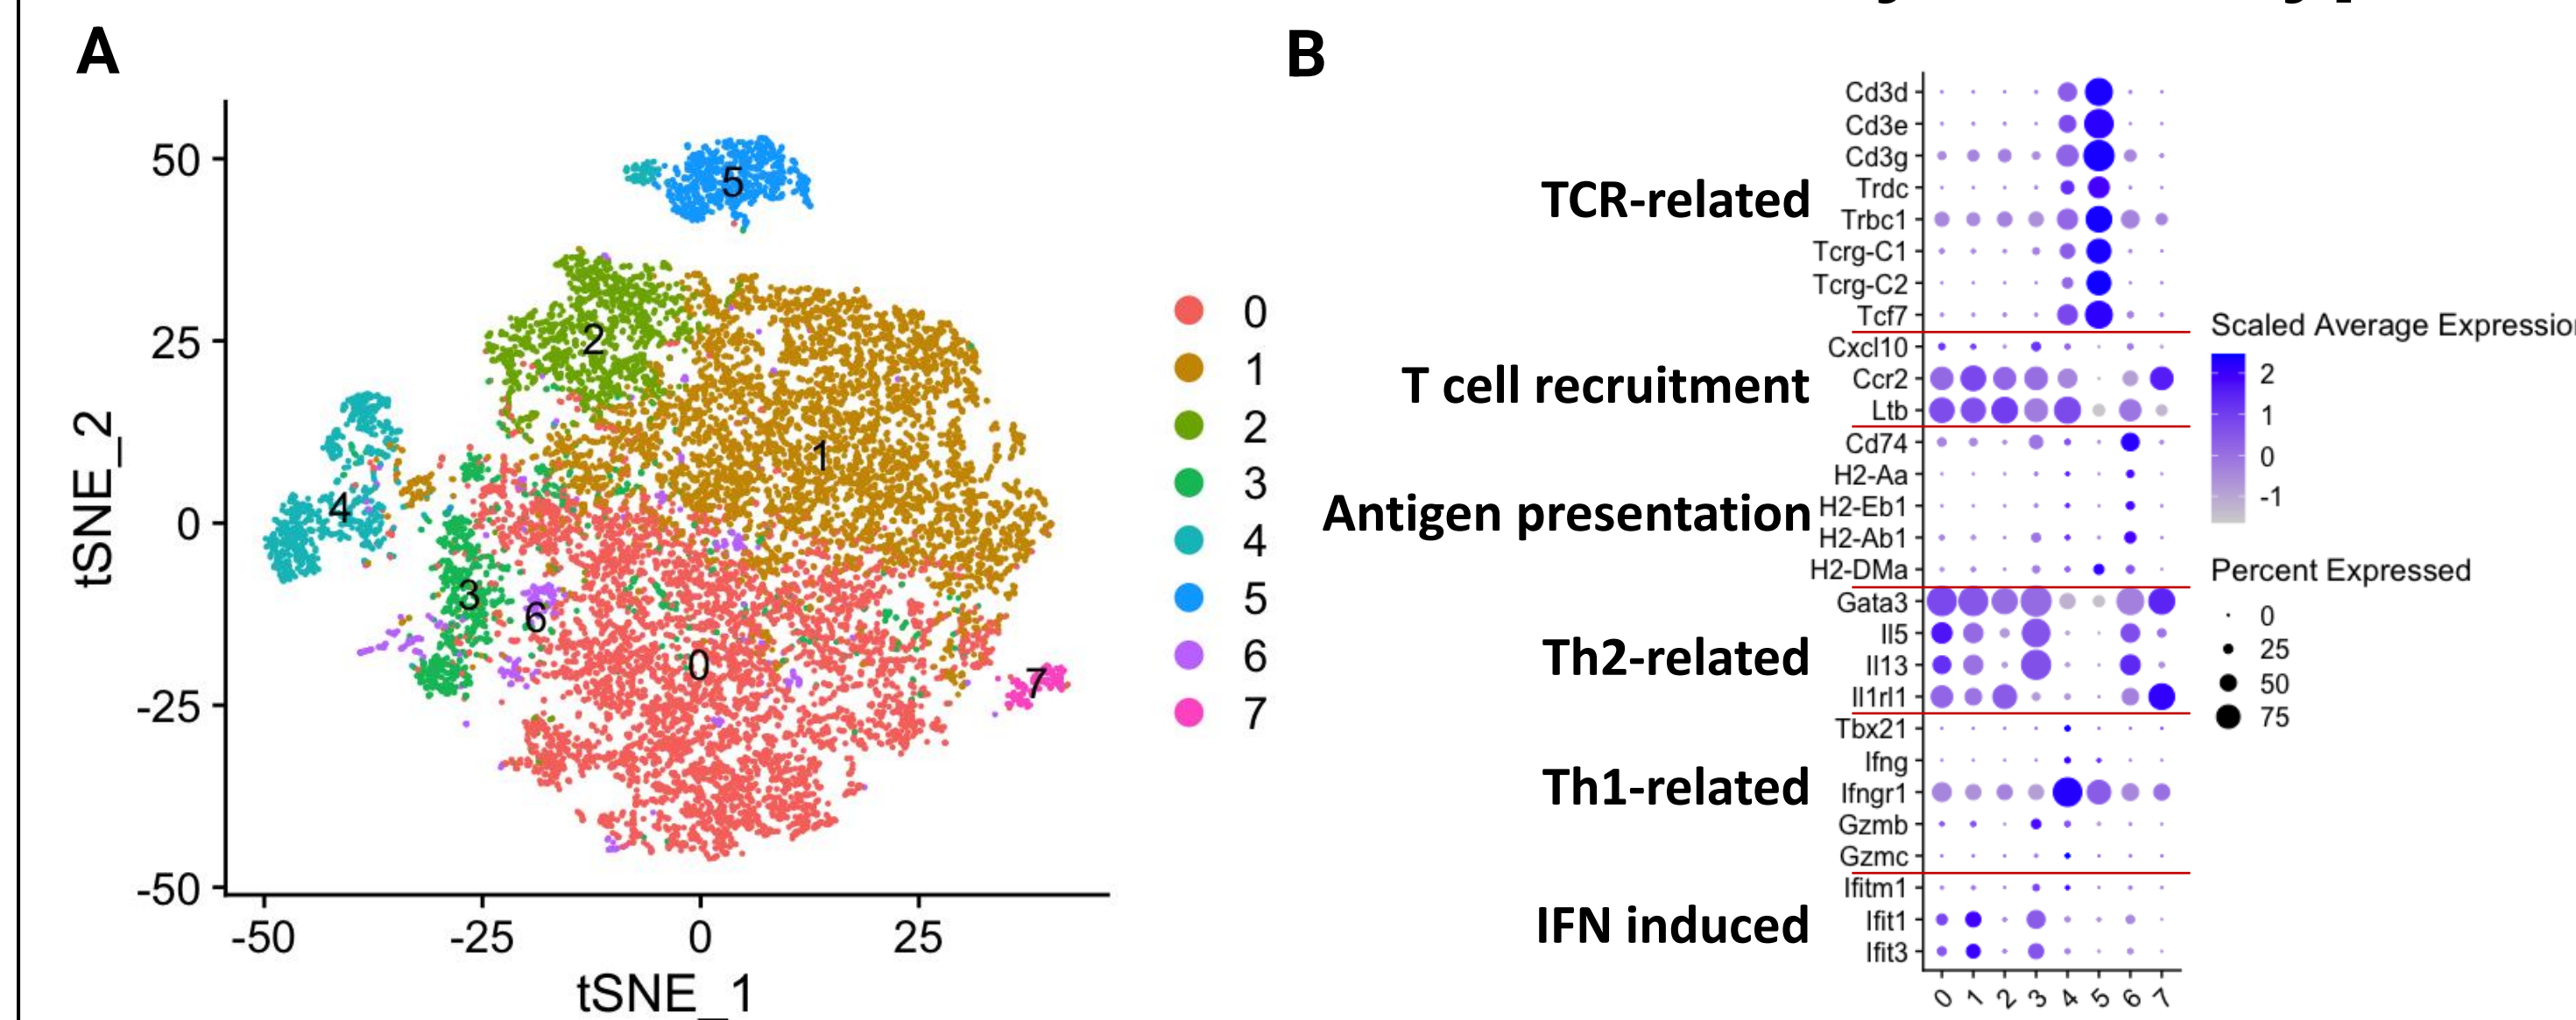 A
50
25
0
-25
-50
-50
-25
0
25
tSNE_2
tSNE_1
5
2
1
4
3
6
0
7
0
1
2
3
4
5
6
7
B
TCR-related
T cell recruitment
Antigen presentation
Th2-related
Th1-related
IFN induced
Cd3d
Cd3e
Cd3g
Trdc
Trbc1
Tcrg-C1
Tcrg-C2
Tcf7
Cxcl10
Ccr2
Ltb
Cd74
H2-Aa
H2-Eb1
H2-Ab1
H2-DMa
Gata3
Il5
Il13
Il1rl1
Tbx21
Ifng
Ifngr1
Gzmb
Gzmc
Ifitm1
Ifit1
Ifit3
0 1 2 3 4 5 6 7
Scaled Average Expression
2
1
0
-1
Percent Expressed
0
25
50
75